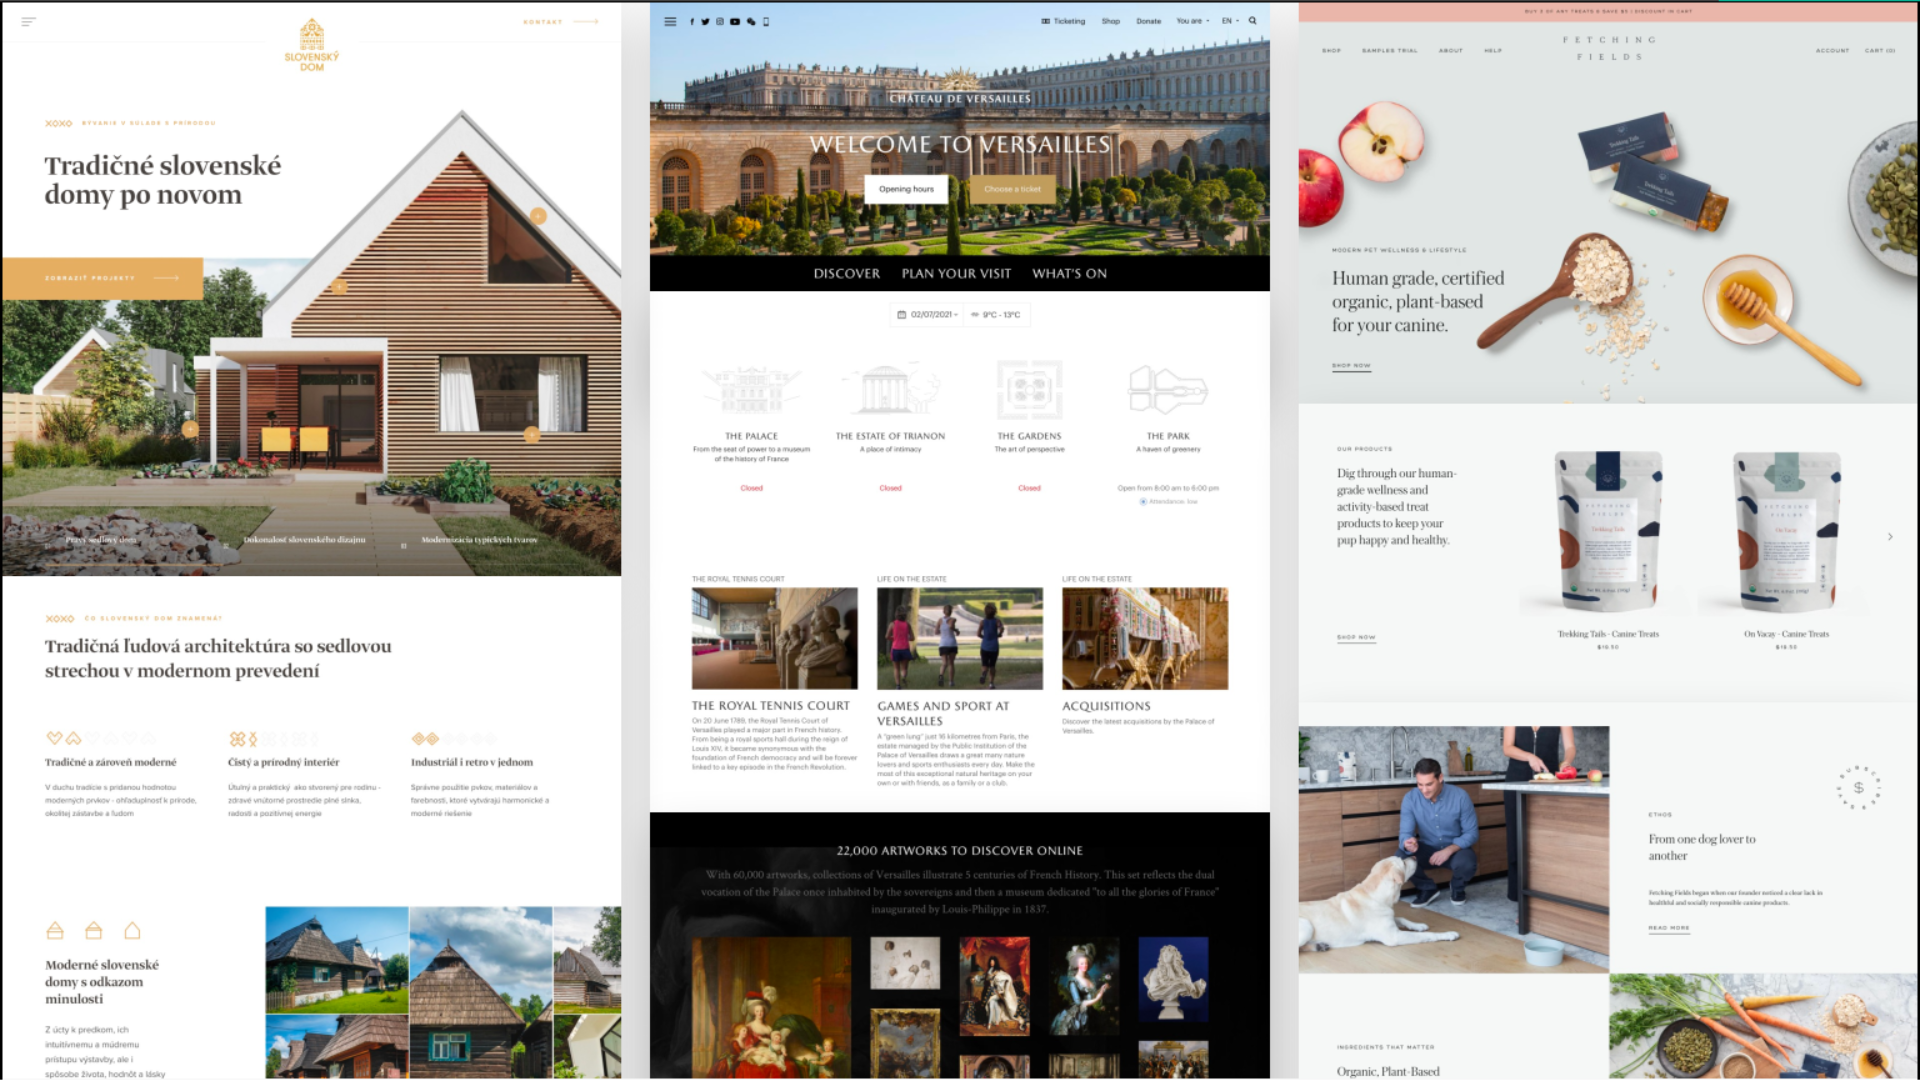 KONTAKT
SLOVENSKÝ
DOM
BÝVANIE V SÚLADE S PRÍRODOU
Tradičné slovenské
domy po novom
ZOBRAZIŤ PROJEKTY
Pravý sedlový dom
Dokonalosť slovenského dizajnu
Modernizácia typických tvarov
ČO SLOVENSKÝ DOM ZNAMENÁ?
Tradičná ľudová architektúra so sedlovou
strechou v modernom prevedení
Tradičné a zároveň moderné
V duchu tradície s pridanou hodnotou
moderných prvkov - ohľaduplnosť k prírode,
okolitej zástavbe a ľuďom
Čistý a prírodný interiér
Útulný a praktický ako stvorený pre rodinu -
zdravé vnútorné prostredie plné slnka,
radosti a pozitívnej energie
Industriál i retro v jednom
Správne použitie prvkov, materiálov a
farebností, ktoré vytvárajú harmonické a
moderné riešenie
Moderné slovenské
domy s odkazom
minulosti
Z úcty k predkom, ich
intuitívnemu a múdremu
prístupu výstavby, ale i
spôsobe života, hodnôt a lásky
Ticketing
Shop
Donate
You are
EN
CHÂTEAU DE VERSAILLES
WELCOME TO VERSAILLES
Opening hours
Choose a ticket
DISCOVER
PLAN YOUR VISIT
WHAT'S ON
02/07/2021
9°C - 13°C
THE PALACE
From the seat of power to a museum
of the history of France
Closed
THE ESTATE OF TRIANON
A place of intimacy
Closed
THE GARDENS
The art of perspective
Closed
THE PARK
A haven of greenery
Open from 8:00 am to 6:00 pm
Attendance: low
THE ROYAL TENNIS COURT
THE ROYAL TENNIS COURT
On 20 June 1789, the Royal Tennis Court of
Versailles played a major part in French history.
From being a royal sports hall during the reign of
Louis XIV, it became synonymous with the
foundation of French democracy and will be forever
linked to a key episode in the French Revolution.
LIFE ON THE ESTATE
GAMES AND SPORT AT
VERSAILLES
A "green lung" just 16 kilometres from Paris, the
estate managed by the Public Institution of the
Palace of Versailles draws a great many nature
lovers and sports enthusiasts every day. Make the
most of this exceptional natural heritage on your
own or with friends, as a family or a club.
LIFE ON THE ESTATE
ACQUISITIONS
Discover the latest acquisitions by the Palace of
Versailles.
22,000 ARTWORKS TO DISCOVER ONLINE
With 60,000 artworks, collections of Versailles illustrate 5 centuries of French History. This set reflects the dual
vocation of the Palace once inhabited by the sovereigns and then a museum dedicated "to all the glories of France"
inaugurated by Louis-Philippe in 1837.
BUY 3 OF ANY TREATS & SAVE $5 | DISCOUNT IN CART
SHOP
SAMPLES TRIAL
ABOUT
HELP
FETCHING
FIELDS
ACCOUNT
CART (0)
Trekking Tails
Trekking Tails
MODERN PET WELLNESS & LIFESTYLE
Human grade, certified
organic, plant-based
for your canine.
SHOP NOW
OUR PRODUCTS
Dig through our human-
grade wellness and
activity-based treat
products to keep your
pup happy and healthy.
SHOP NOW
FETCHING
FIELDS
Trekking Tails
FETCHING
FIELDS
On Vacay
Trekking Tails - Canine Treats
On Vacay - Canine Treats
SUBSCRIBE & SAVE
$
ETHOS
From one dog lover to
another
Fetching Fields began when our founder noticed a clear lack in
healthful and socially responsible canine products.
READ MORE
INGREDIENTS THAT MATTER
Organic, Plant-Based